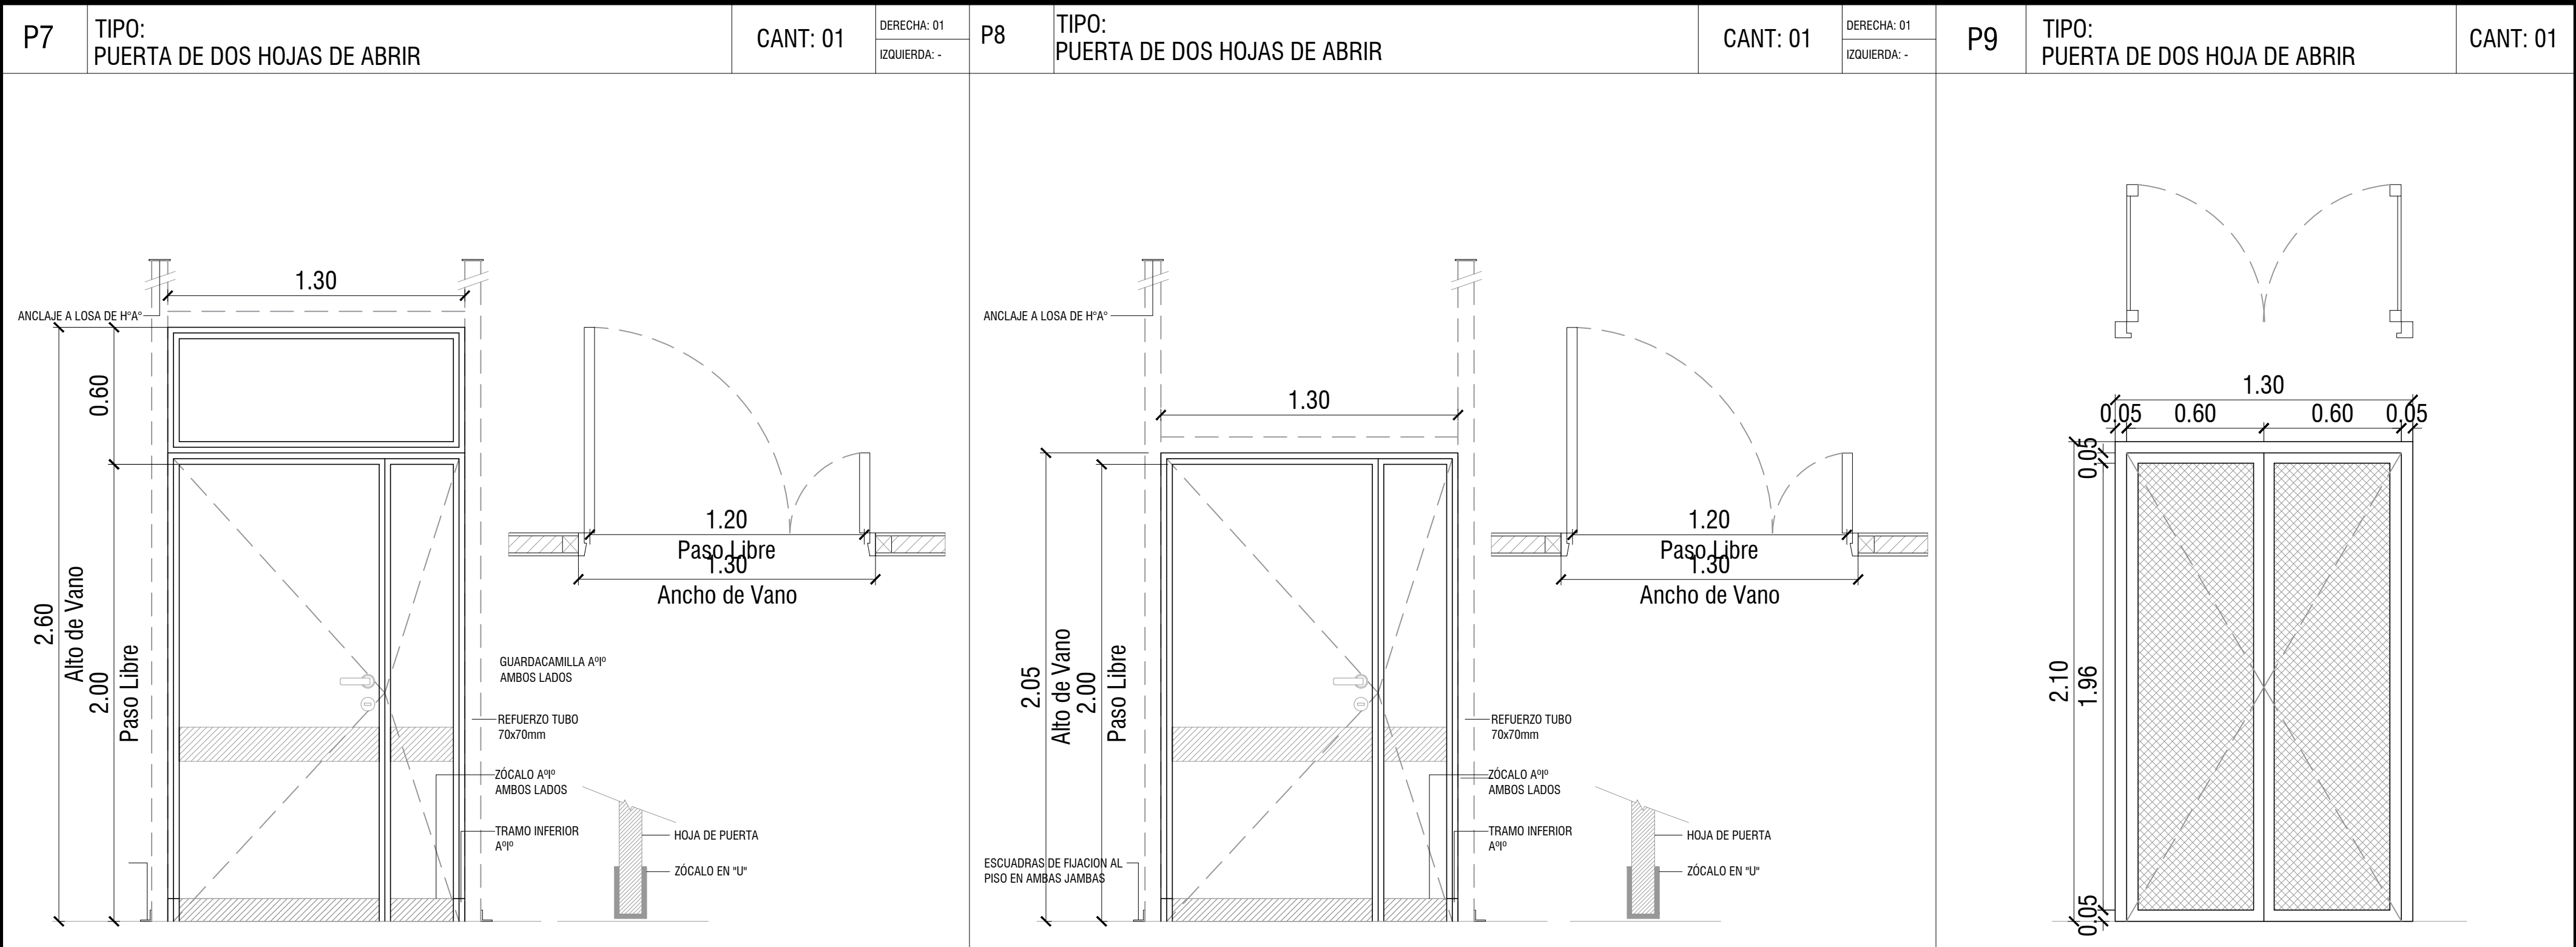 P7
TIPO:
PUERTA DE DOS HOJAS DE ABRIR
CANT: 01
DERECHA: 01
IZQUIERDA: -
1.30
ANCLAJE A LOSA DE H°A°
0.60
2.60
Alto de Vano
2.00
Paso Libre
1.20
Paso Libre
1.30
Ancho de Vano
GUARDACAMILLA AºIº
AMBOS LADOS
REFUERZO TUBO
70x70mm
ZÓCALO AºIº
AMBOS LADOS
TRAMO INFERIOR
AºIº
HOJA DE PUERTA
ZÓCALO EN "U"
P8
TIPO:
PUERTA DE DOS HOJAS DE ABRIR
CANT: 01
DERECHA: 01
IZQUIERDA: -
ANCLAJE A LOSA DE H°A°
1.30
2.05
Alto de Vano
2.00
Paso Libre
1.20
Paso Libre
1.30
Ancho de Vano
REFUERZO TUBO
70x70mm
ZÓCALO AºIº
AMBOS LADOS
TRAMO INFERIOR
AºIº
ESCUADRAS DE FIJACION AL
PISO EN AMBAS JAMBAS
HOJA DE PUERTA
ZÓCALO EN "U"
P9
TIPO:
PUERTA DE DOS HOJA DE ABRIR
CANT: 01
1.30
0.05 0.60 0.60 0.05
0.05
2.10
1.96
0.05